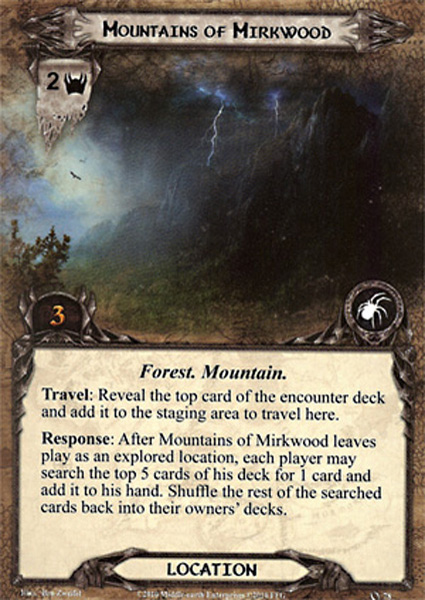 MOUNTAINS OF MIRKWOOD
2
3
Forest. Mountain.
Travel: Reveal the top card of the encounter deck
and add it to the staging area to travel here.
Response: After Mountains of Mirkwood leaves
play as an explored location, each player may
search the top 5 cards of his deck for 1 card and
add it to his hand. Shuffle the rest of the searched
cards back into their owners' decks.
LOCATION
Middle-earth Enterprises